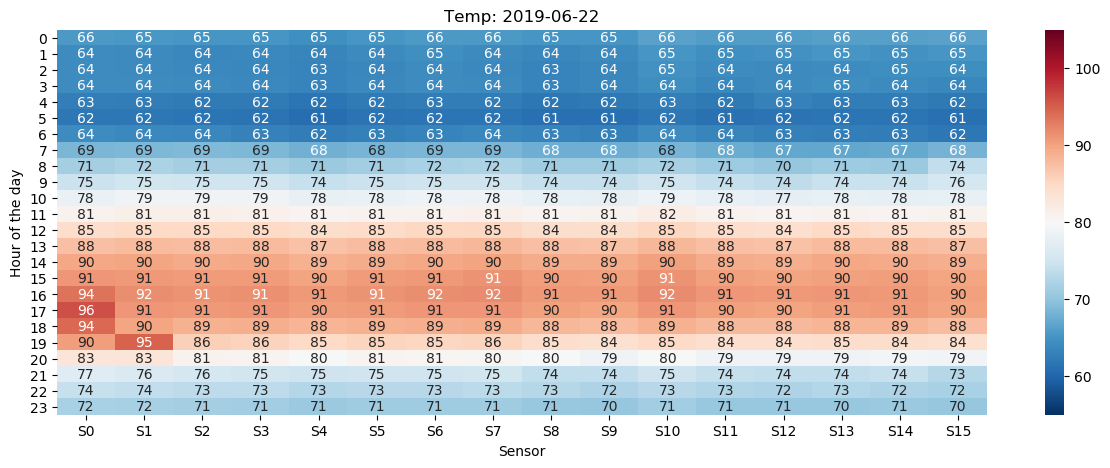 Temp: 2019-06-22
0 66 65 65 65 65 65 66 66 65 65 66 66 66 66 66 66
1 64 64 64 64 64 64 65 64 64 64 65 65 65 65 65 65
2 64 64 64 64 63 64 64 64 63 64 65 64 64 64 65 64
3 64 64 64 64 63 64 64 64 63 64 64 64 64 65 64 64
4 63 63 62 62 62 62 63 62 62 62 63 62 63 63 63 62
5 62 62 62 62 61 62 62 62 61 61 62 61 62 62 62 61
6 64 64 64 63 62 63 63 64 63 63 64 64 63 63 63 62
7 69 69 69 69 68 68 69 69 68 68 68 68 67 67 67 68
8 71 72 71 71 71 71 72 72 71 71 72 71 70 71 71 74
9 75 75 75 75 74 75 75 75 74 74 75 74 74 74 74 76
10 78 79 79 79 78 78 78 78 78 78 79 78 77 78 78 78
11 81 81 81 81 81 81 81 81 81 81 82 81 81 81 81 81
12 85 85 85 85 84 85 85 85 84 84 85 85 84 85 85 85
13 88 88 88 88 87 88 88 88 88 87 88 88 87 88 88 87
14 90 90 90 90 89 89 90 90 89 89 90 89 89 90 90 89
15 91 91 91 91 90 91 91 91 90 90 91 90 90 90 90 90
16 94 92 91 91 91 91 92 92 91 91 92 91 91 91 91 90
17 96 91 91 91 90 91 91 91 90 90 91 90 90 91 91 90
18 94 90 89 89 88 89 89 89 88 88 89 88 88 88 89 88
19 90 95 86 86 85 85 85 86 85 84 85 84 84 85 84 84
20 83 83 81 81 80 81 81 80 80 79 80 79 79 79 79 79
21 77 76 76 75 75 75 75 75 74 74 75 74 74 74 74 73
22 74 74 73 73 73 73 73 73 73 72 73 73 72 73 72 72
23 72 72 71 71 71 71 71 71 71 70 71 71 71 70 71 70
S0 S1 S2 S3 S4 S5 S6 S7 S8 S9 S10 S11 S12 S13 S14 S15
Sensor
Hour of the day
100
90
80
70
60